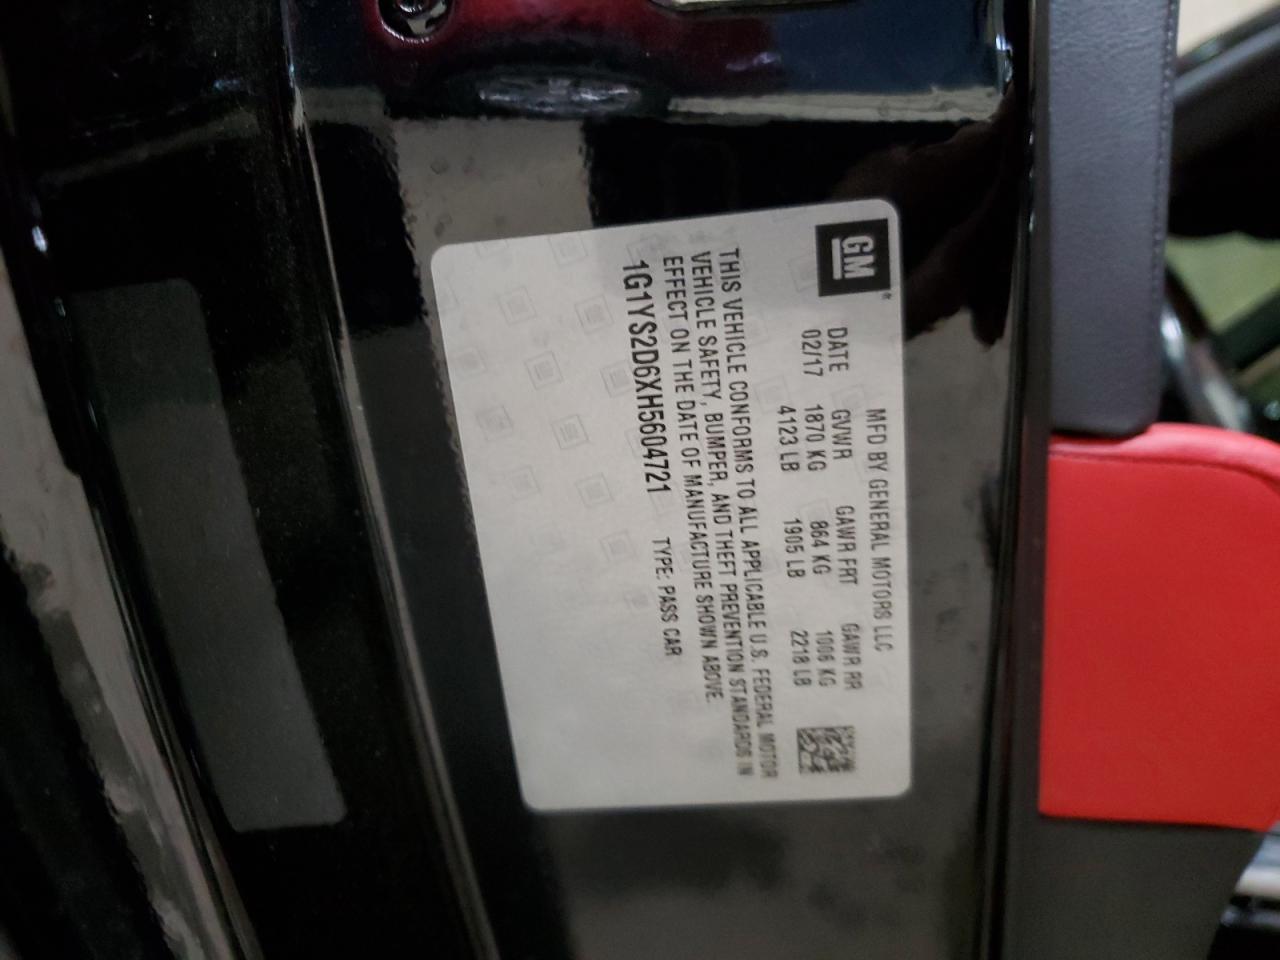 GM
MFD BY GENERAL MOTORS LLC
DATE GVWR GAWR FRT GAWR RR
02/17 1870 KG 864 KG 1006 KG
4123 LB 1905 LB 2218 LB
THIS VEHICLE CONFORMS TO ALL APPLICABLE U.S. FEDERAL MOTOR
VEHICLE SAFETY, BUMPER, AND THEFT PREVENTION STANDARDS IN
EFFECT ON THE DATE OF MANUFACTURE SHOWN ABOVE.
1G1YS2D6XH5604721 TYPE: PASS CAR